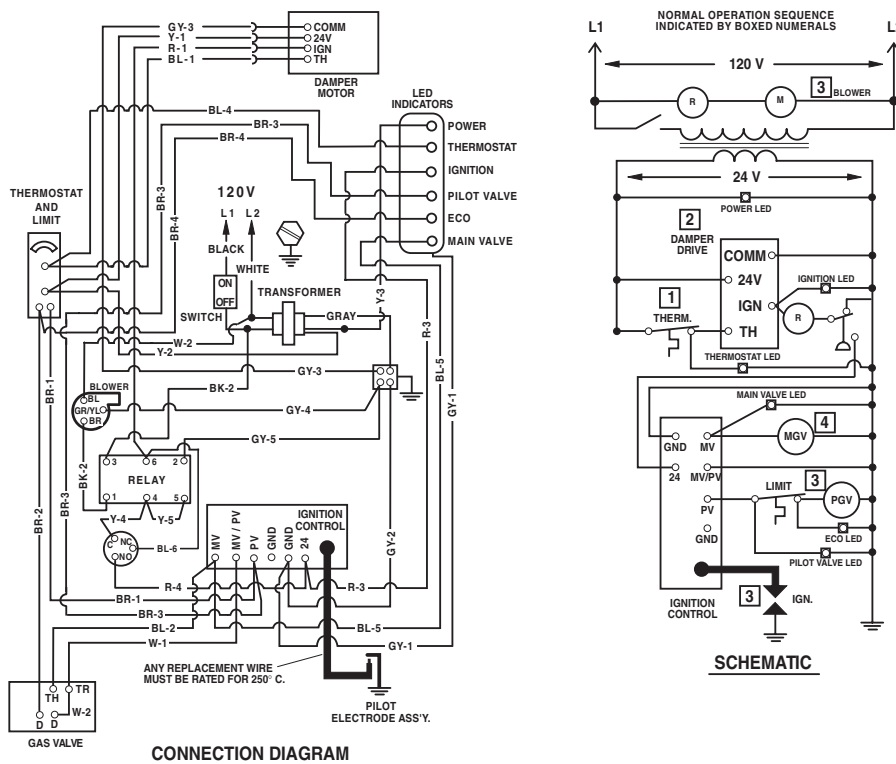 GY-3
Y-1
R-1
BL-1
COMM
24V
IGN
TH
DAMPER
MOTOR
LED
INDICATORS
BL-4
BR-3
BR-4
POWER
THERMOSTAT
IGNITION
PILOT VALVE
ECO
MAIN VALVE
THERMOSTAT
AND
LIMIT
BR-3
BR-4
120V
L1 L2
BLACK
WHITE
ON
OFF
SWITCH
TRANSFORMER
GRAY
Y-3
R-3
BL-5
GY-1
W-2
Y-2
GY-3
BK-2
BR-1
BLOWER
BL
GR/YL
BR
GY-4
GY-5
BK-2
BR-2
BR-3
3 6 2
RELAY
1 4 5
Y-4 Y-5
C NC
NO
BL-6
IGNITION
CONTROL
MV
MV / PV
PV
GND
GND
24
GY-2
R-4
R-3
BR-1
BR-3
BL-2
BL-5
W-1
GY-1
ANY REPLACEMENT WIRE
MUST BE RATED FOR 250° C.
PILOT
ELECTRODE ASS'Y.
TH TR
W-2
D D
GAS VALVE
CONNECTION DIAGRAM
NORMAL OPERATION SEQUENCE
INDICATED BY BOXED NUMERALS
L1
L
120 V
R
M
3 BLOWER
24 V
POWER LED
2
DAMPER
DRIVE
COMM
24V
IGN
TH
IGNITION LED
R
1
THERM.
THERMOSTAT LED
MAIN VALVE LED
GND
MV
MGV
4
24
MV/PV
PV
LIMIT
3
PGV
GND
ECO LED
PILOT VALVE LED
3
IGN.
IGNITION
CONTROL
SCHEMATIC